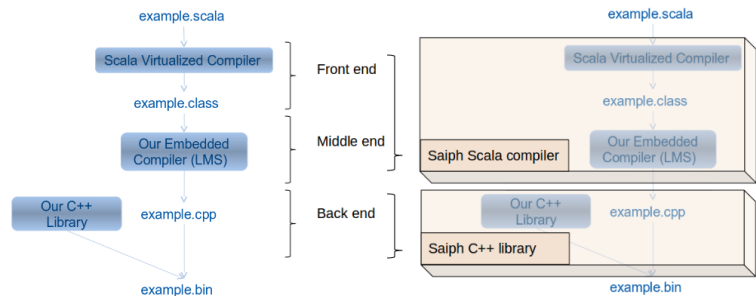 example.scala
Scala Virtualized Compiler
example.class
Our Embedded
Compiler (LMS)
Our C++
Library
example.cpp
example.bin
Front end
Middle end
Back end
example.scala
Scala Virtualized Compiler
example.class
Our Embedded
Compiler (LMS)
Saiph Scala compiler
Our C++
Library
example.cpp
Saiph C++ library
example.bin